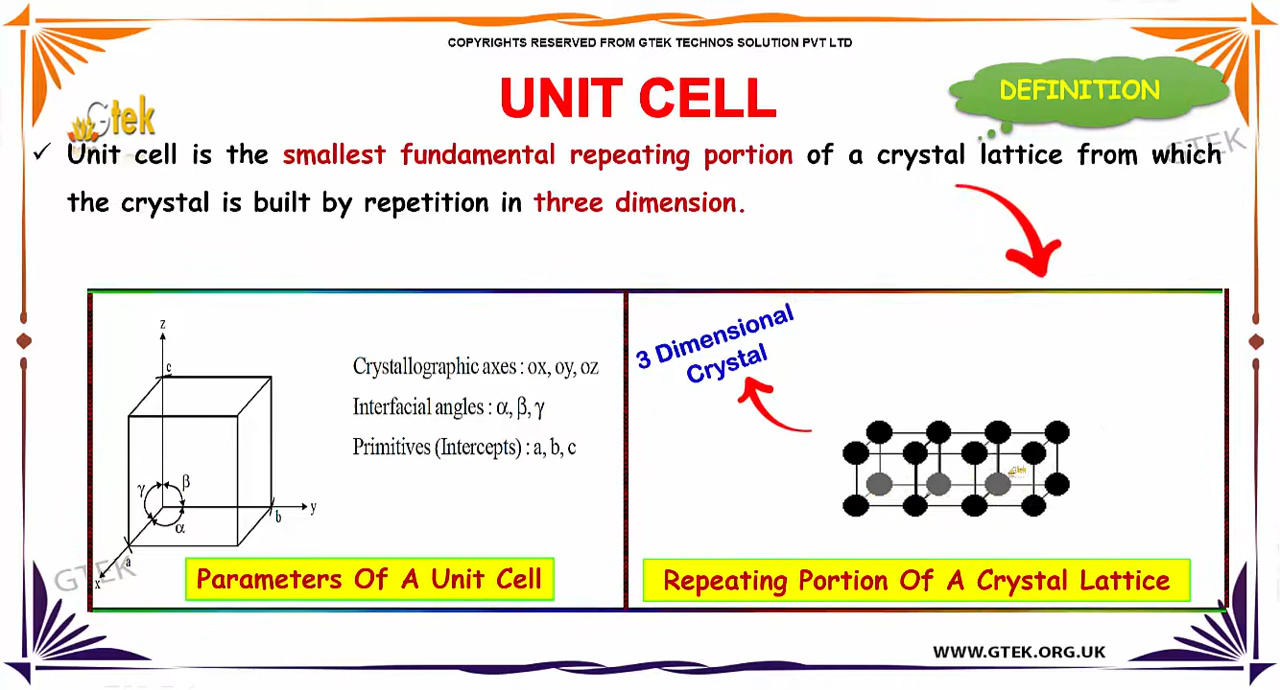 COPYRIGHTS RESERVED FROM GTEK TECHNOS SOLUTION PVT LTD
UNIT CELL
DEFINITION
Gtek
GTEK
✓ Unit cell is the smallest fundamental repeating portion of a crystal lattice from which
the crystal is built by repetition in three dimension.
z
c
Crystallographic axes : ox, oy, oz
Interfacial angles : α, β, γ
Primitives (Intercepts) : a, b, c
γ
β
α
y
b
a
x
GTEK
Parameters Of A Unit Cell
3 Dimensional
Crystal
Gtek
Repeating Portion Of A Crystal Lattice
WWW.GTEK.ORG.UK